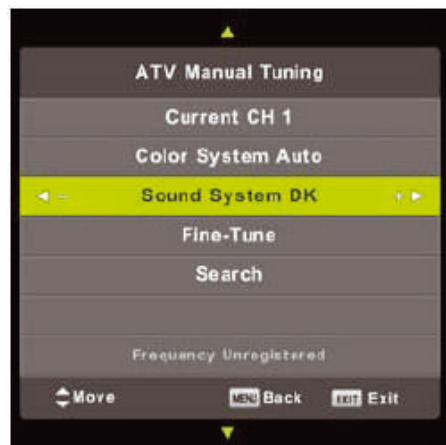 ATV Manual Tuning
Current CH 1
Color System Auto
- Sound System DK +
Fine-Tune
Search
Frequency Unregistered
Move MENU Back EXIT Exit